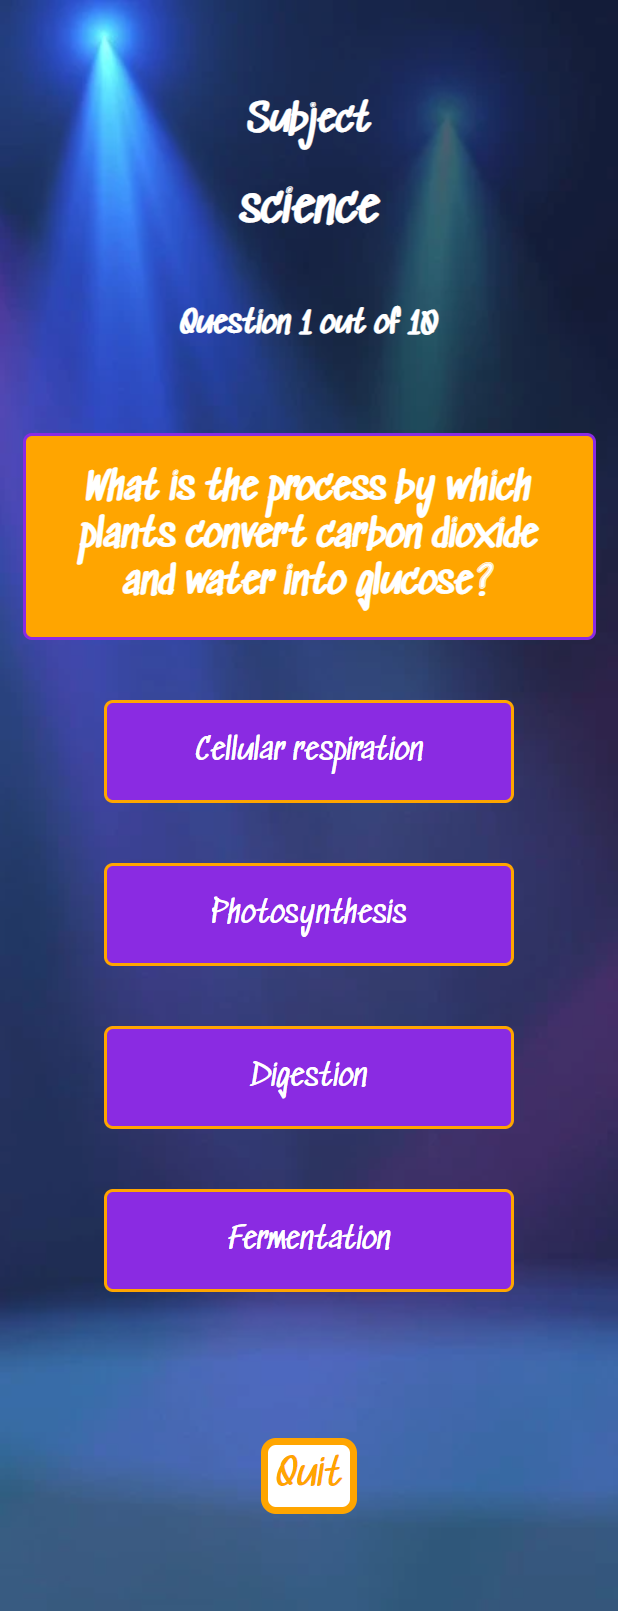 Subject
science
Question 1 out of 10
What is the process by which
plants convert carbon dioxide
and water into glucose?
Cellular respiration
Photosynthesis
Digestion
Fermentation
Quit